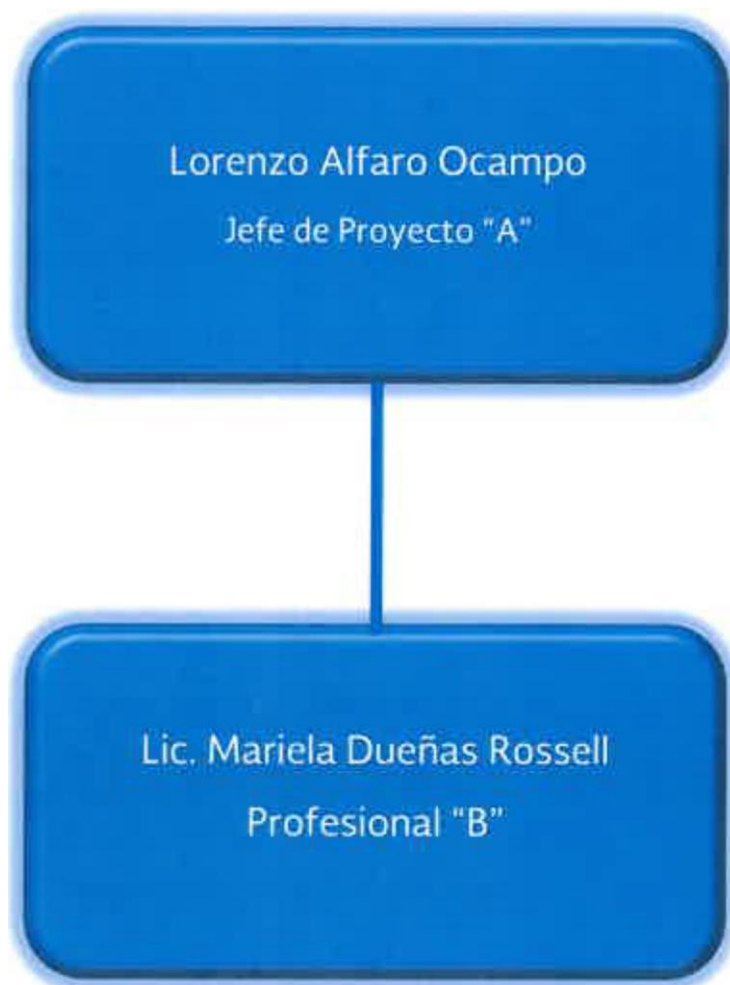 Lorenzo Alfaro Ocampo
Jefe de Proyecto “A”
Lic. Mariela Dueñas Rossell
Profesional “B”